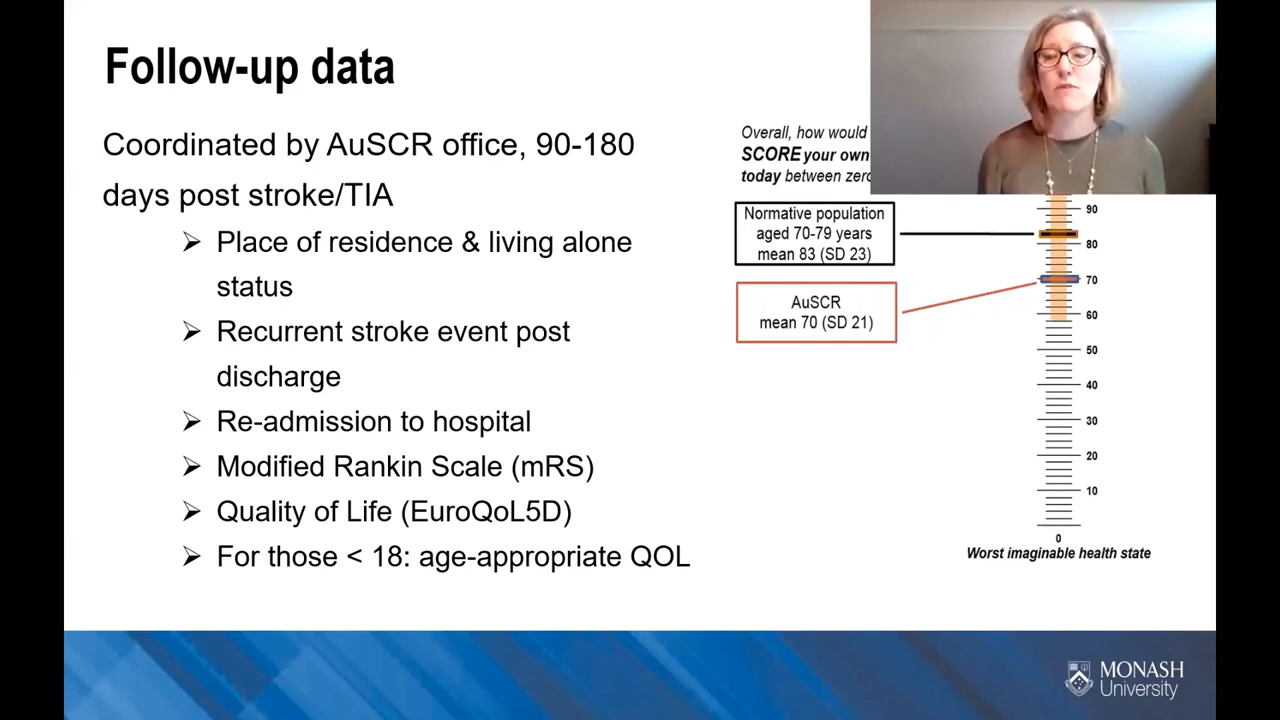 Follow-up data
Coordinated by AuSCR office, 90-180
days post stroke/TIA
➢ Place of residence & living alone
status
➢ Recurrent stroke event post
discharge
➢ Re-admission to hospital
➢ Modified Rankin Scale (mRS)
➢ Quality of Life (EuroQoL5D)
➢ For those < 18: age-appropriate QOL
Overall, how would
SCORE your own
today between
Normative population
aged 70-79 years
mean 83 (SD 23)
AuSCR
mean 70 (SD 21)
90
80
70
60
50
40
30
20
10
0
Worst imaginable health state
MONASH
University